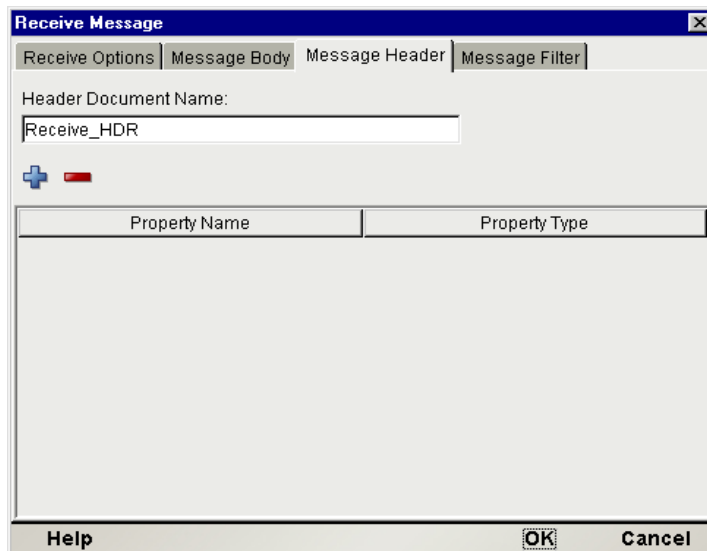 Receive Message
Receive Options Message Body Message Header Message Filter
Header Document Name:
Receive_HDR
Property Name Property Type
Help OK Cancel